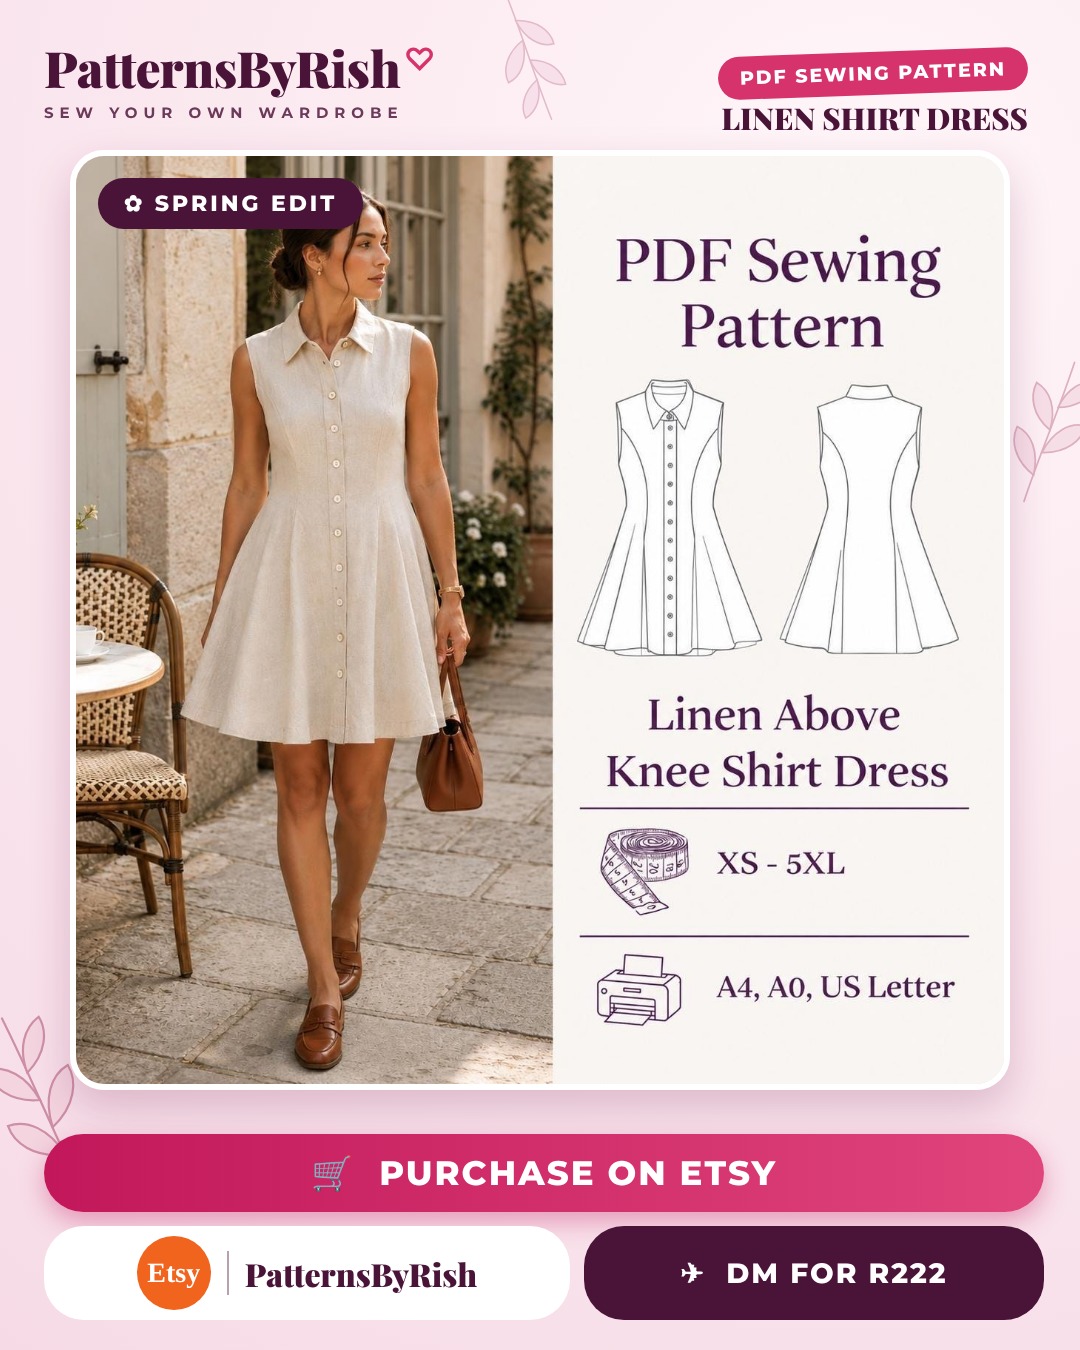 PatternsByRish
SEW YOUR OWN WARDROBE
PDF SEWING PATTERN
LINEN SHIRT DRESS
SPRING EDIT
PDF Sewing
Pattern
Linen Above
Knee Shirt Dress
XS - 5XL
A4, A0, US Letter
PURCHASE ON ETSY
Etsy
PatternsByRish
DM FOR R222